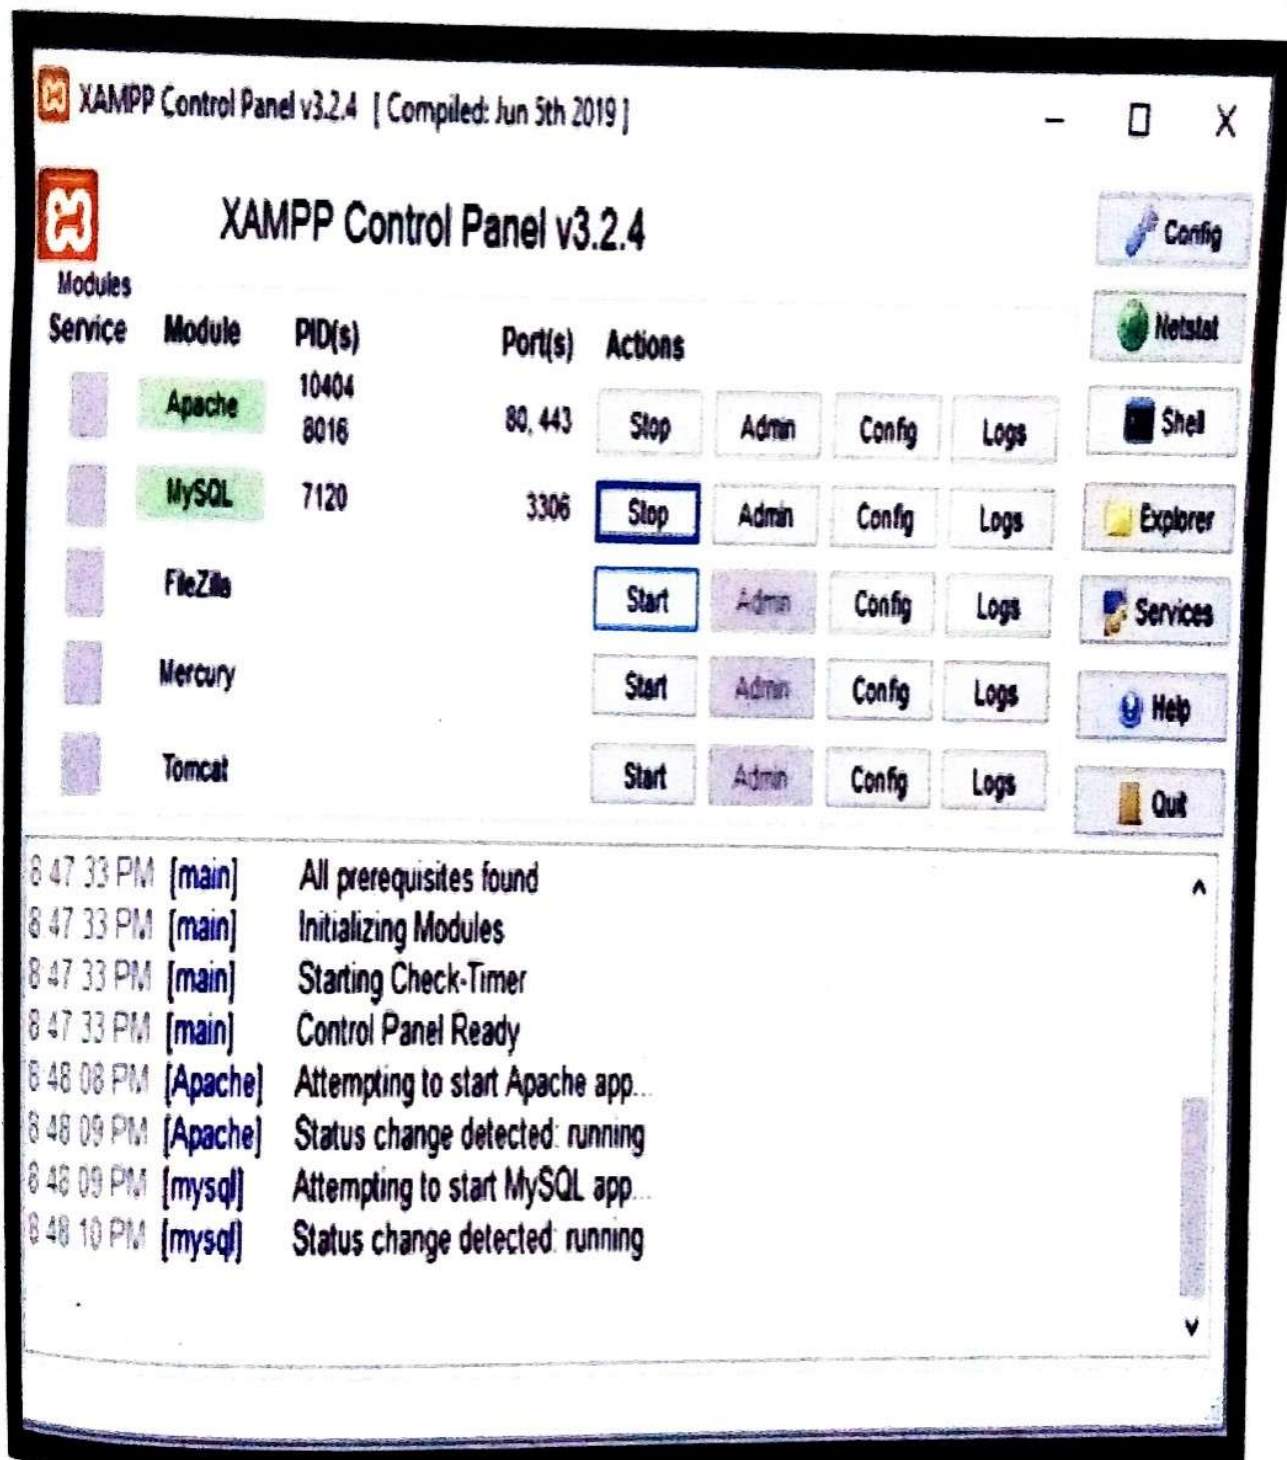 XAMPP Control Panel v3.2.4 [ Compiled: Jun 5th 2019 ]
XAMPP Control Panel v3.2.4
Config
Modules
Service Module PID(s) Port(s) Actions
Netstat
Apache 10404 8016 80, 443 Stop Admin Config Logs
Shell
MySQL 7120 3306 Stop Admin Config Logs
Explorer
FileZilla Start Admin Config Logs
Services
Mercury Start Admin Config Logs
Help
Tomcat Start Admin Config Logs
Quit
8 47 33 PM [main] All prerequisites found
8 47 33 PM [main] Initializing Modules
8 47 33 PM [main] Starting Check-Timer
8 47 33 PM [main] Control Panel Ready
8 48 08 PM [Apache] Attempting to start Apache app...
8 48 09 PM [Apache] Status change detected: running
8 48 09 PM [mysql] Attempting to start MySQL app...
8 48 10 PM [mysql] Status change detected: running